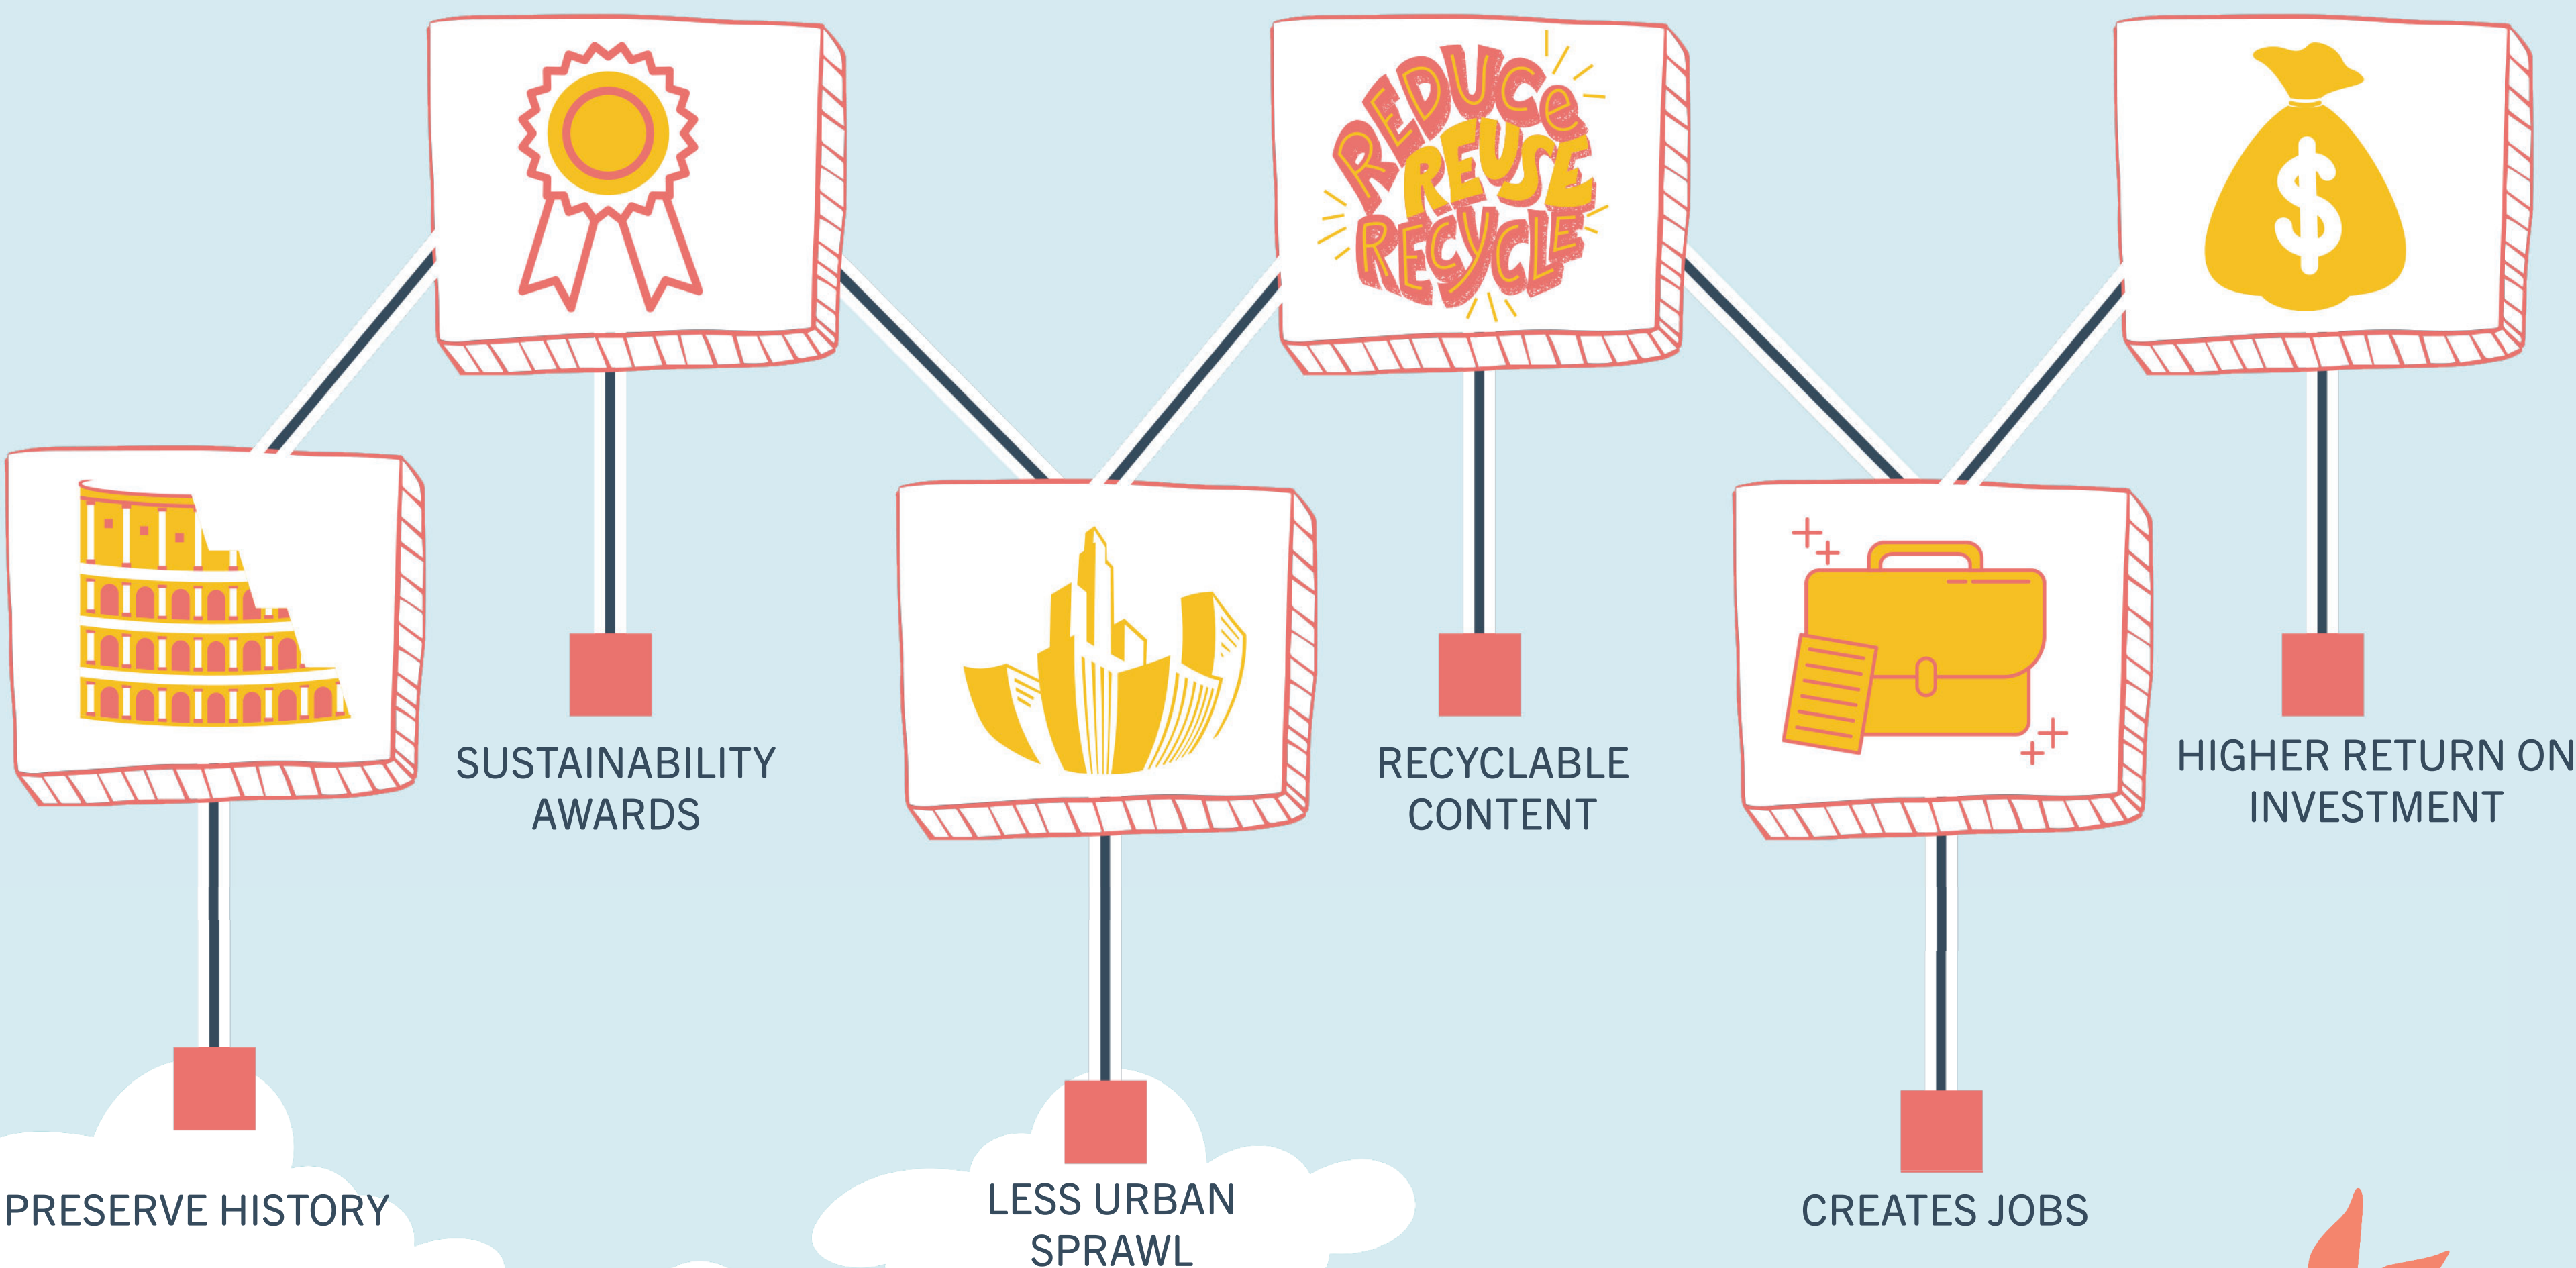 REDUCe
REUSE
RECYCLE
$
SUSTAINABILITY
AWARDS
RECYCLABLE
CONTENT
HIGHER RETURN ON
INVESTMENT
PRESERVE HISTORY
LESS URBAN
SPRAWL
CREATES JOBS